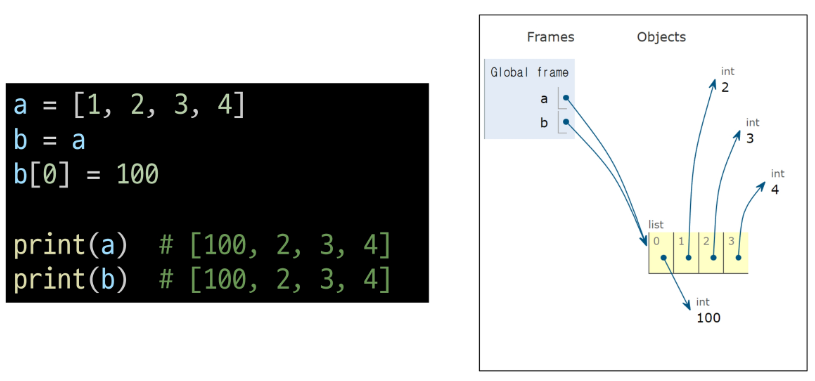 a = [1, 2, 3, 4]
b = a
b[0] = 100
print(a)  # [100, 2, 3, 4]
print(b)  # [100, 2, 3, 4]
Frames Objects
Global frame
a
b
int
2
int
3
int
4
list
0 1 2 3
int
100